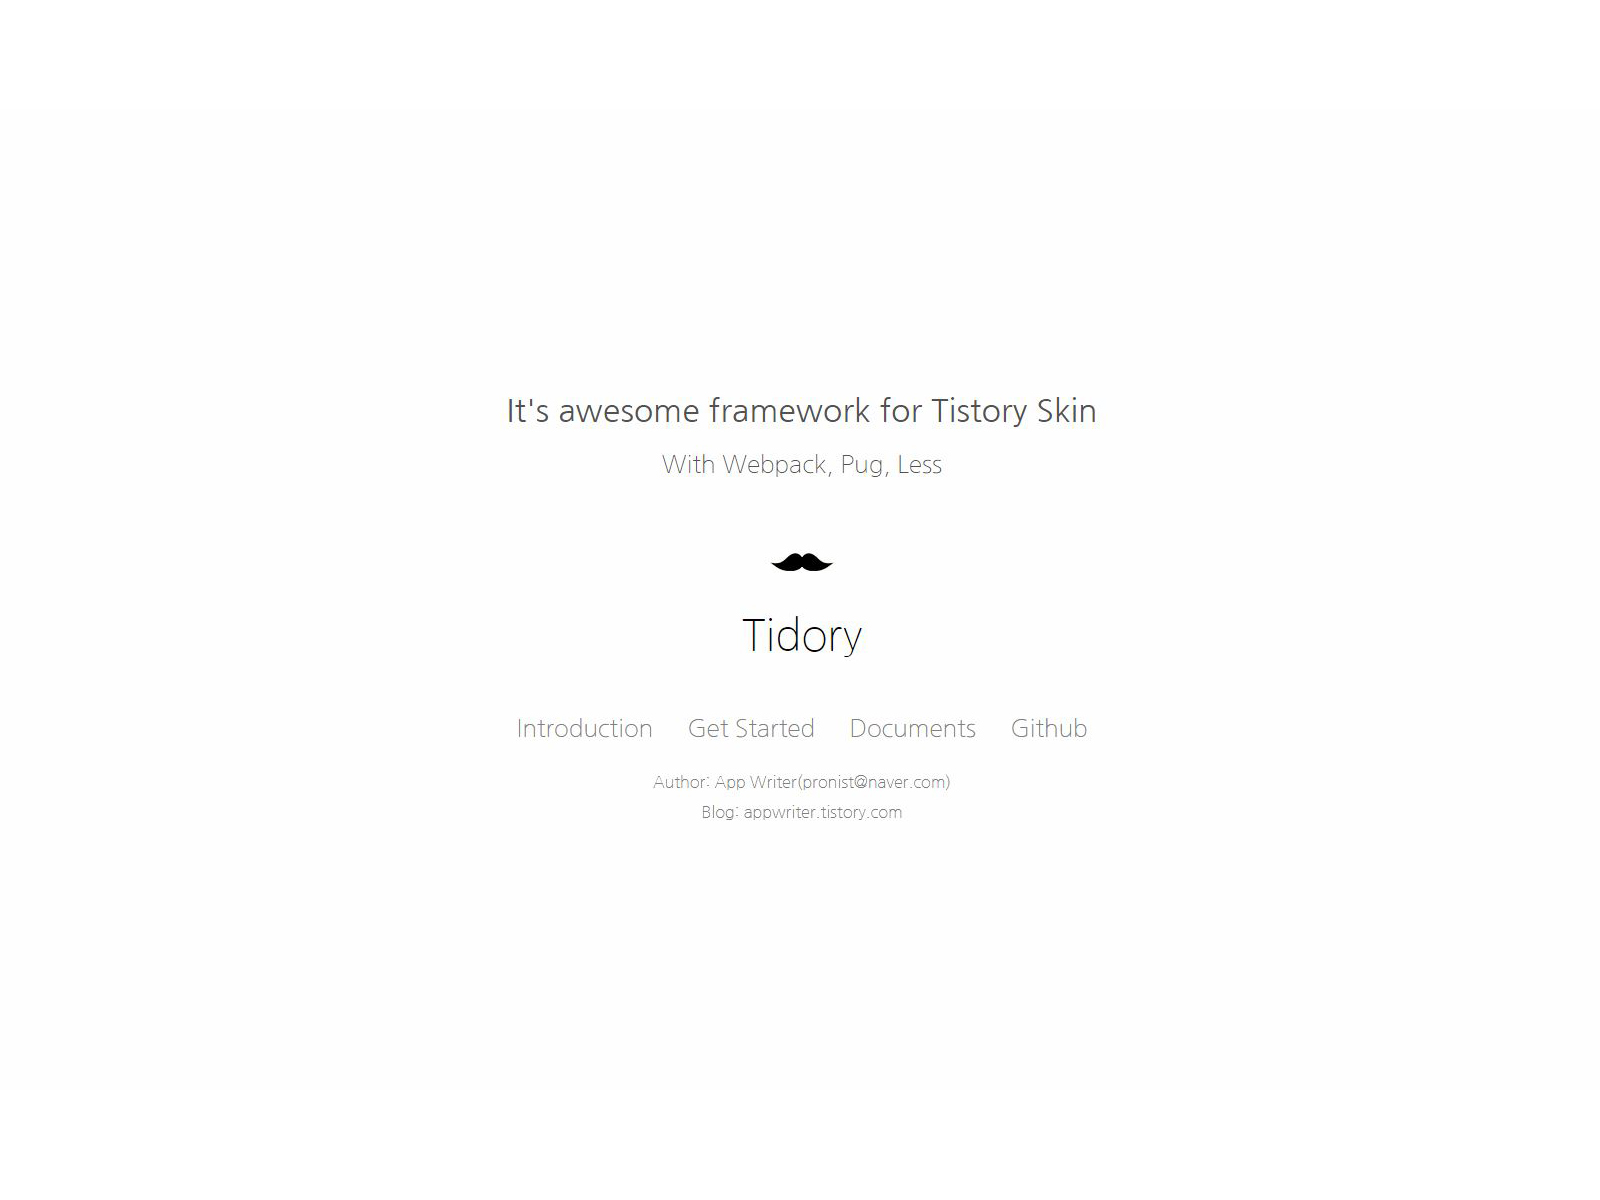 It's awesome framework for Tistory Skin
With Webpack, Pug, Less
Tidory
Introduction Get Started Documents Github
Author: App Writer(pronist@naver.com)
Blog: appwriter.tistory.com